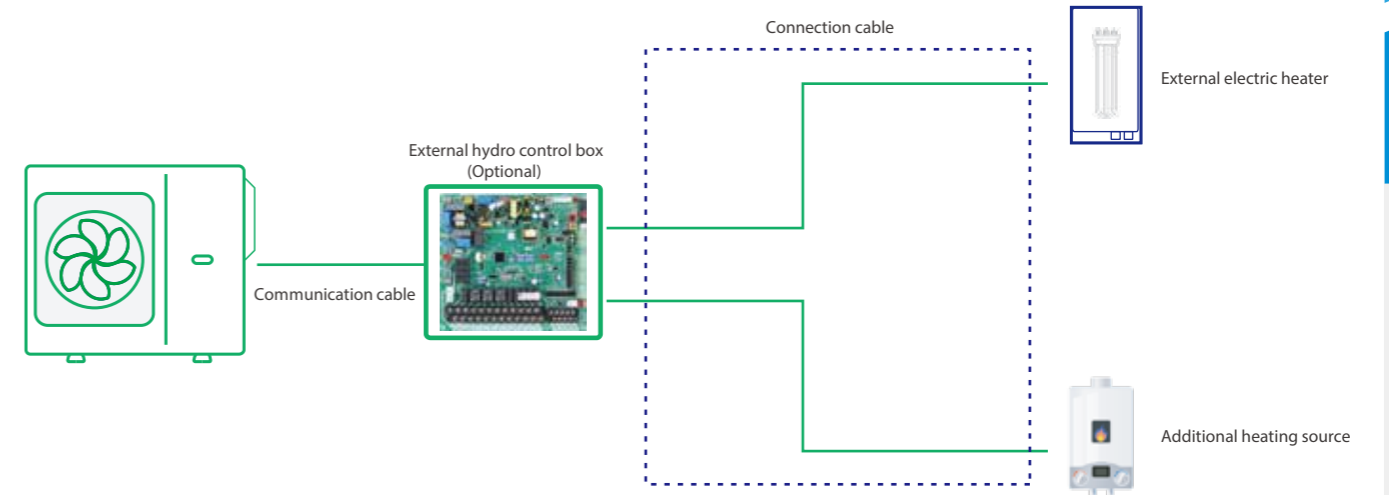 Connection cable
External electric heater
External hydro control box
(Optional)
Communication cable
Additional heating source